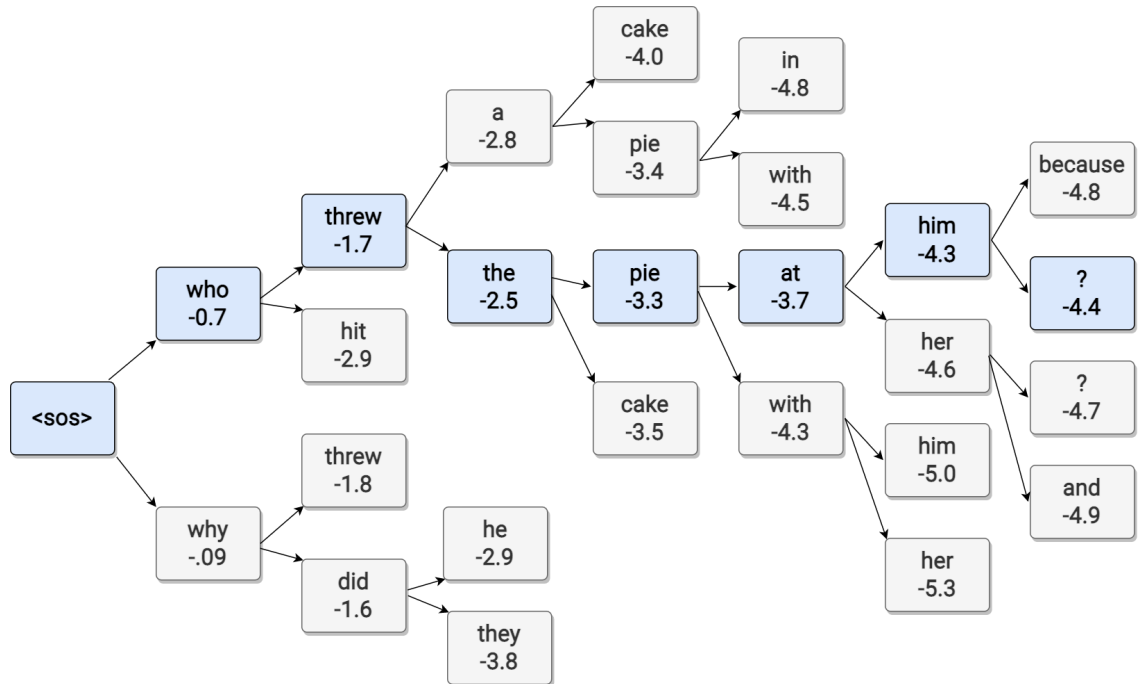 <sos>
who
-0.7
why
-.09
threw
-1.7
hit
-2.9
threw
-1.8
did
-1.6
a
-2.8
the
-2.5
he
-2.9
they
-3.8
cake
-4.0
pie
-3.4
pie
-3.3
cake
-3.5
in
-4.8
with
-4.5
at
-3.7
with
-4.3
him
-4.3
her
-4.6
him
-5.0
her
-5.3
because
-4.8
?
-4.4
?
-4.7
and
-4.9